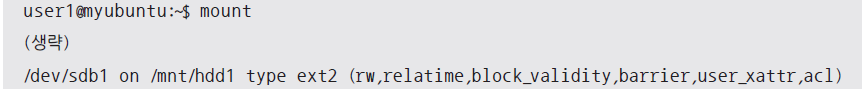 user1@myubuntu:~$ mount
(생략)
/dev/sdb1 on /mnt/hdd1 type ext2 (rw,relatime,block_validity,barrier,user_xattr,acl)